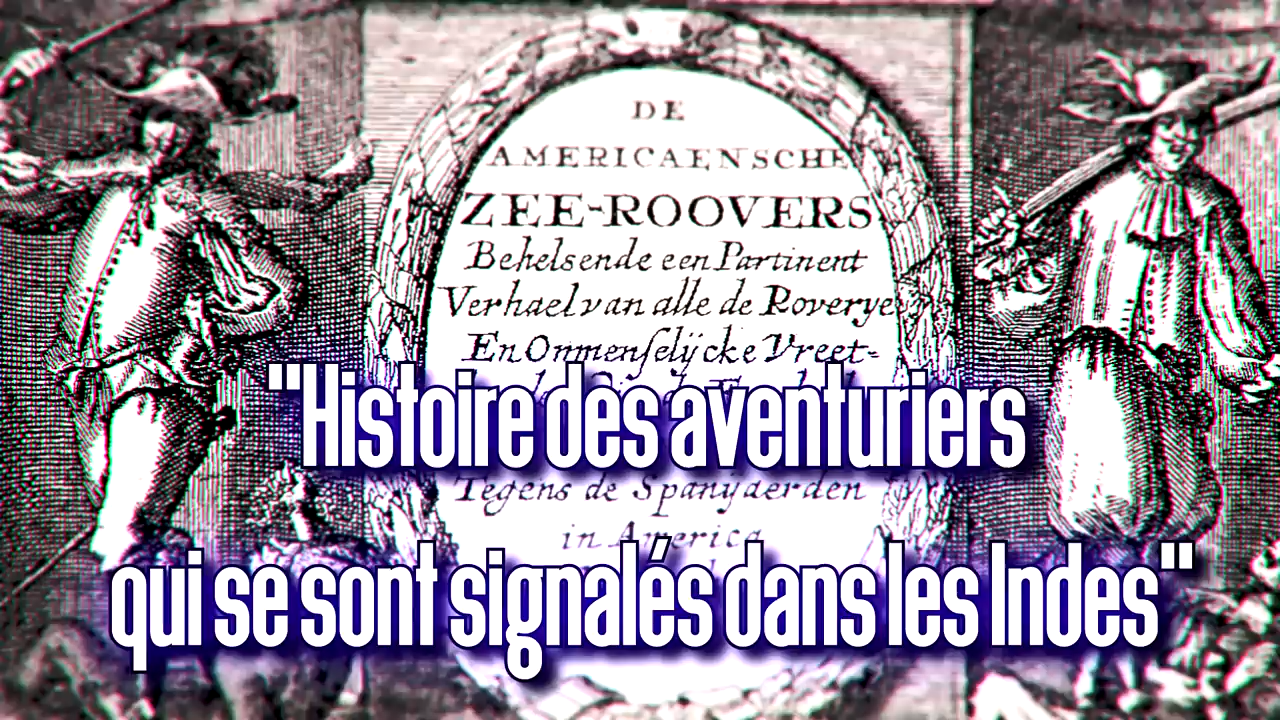 DE
AMERICAENSCHE
ZEE-ROOVERS
Behelsende een Partinent
Verhael van alle de Roverye
En Onmenſelijcke Vreet-
"Histoire des aventuriers
Tegens de Spanjaerden
in America
qui se sont signalés dans les Indes"